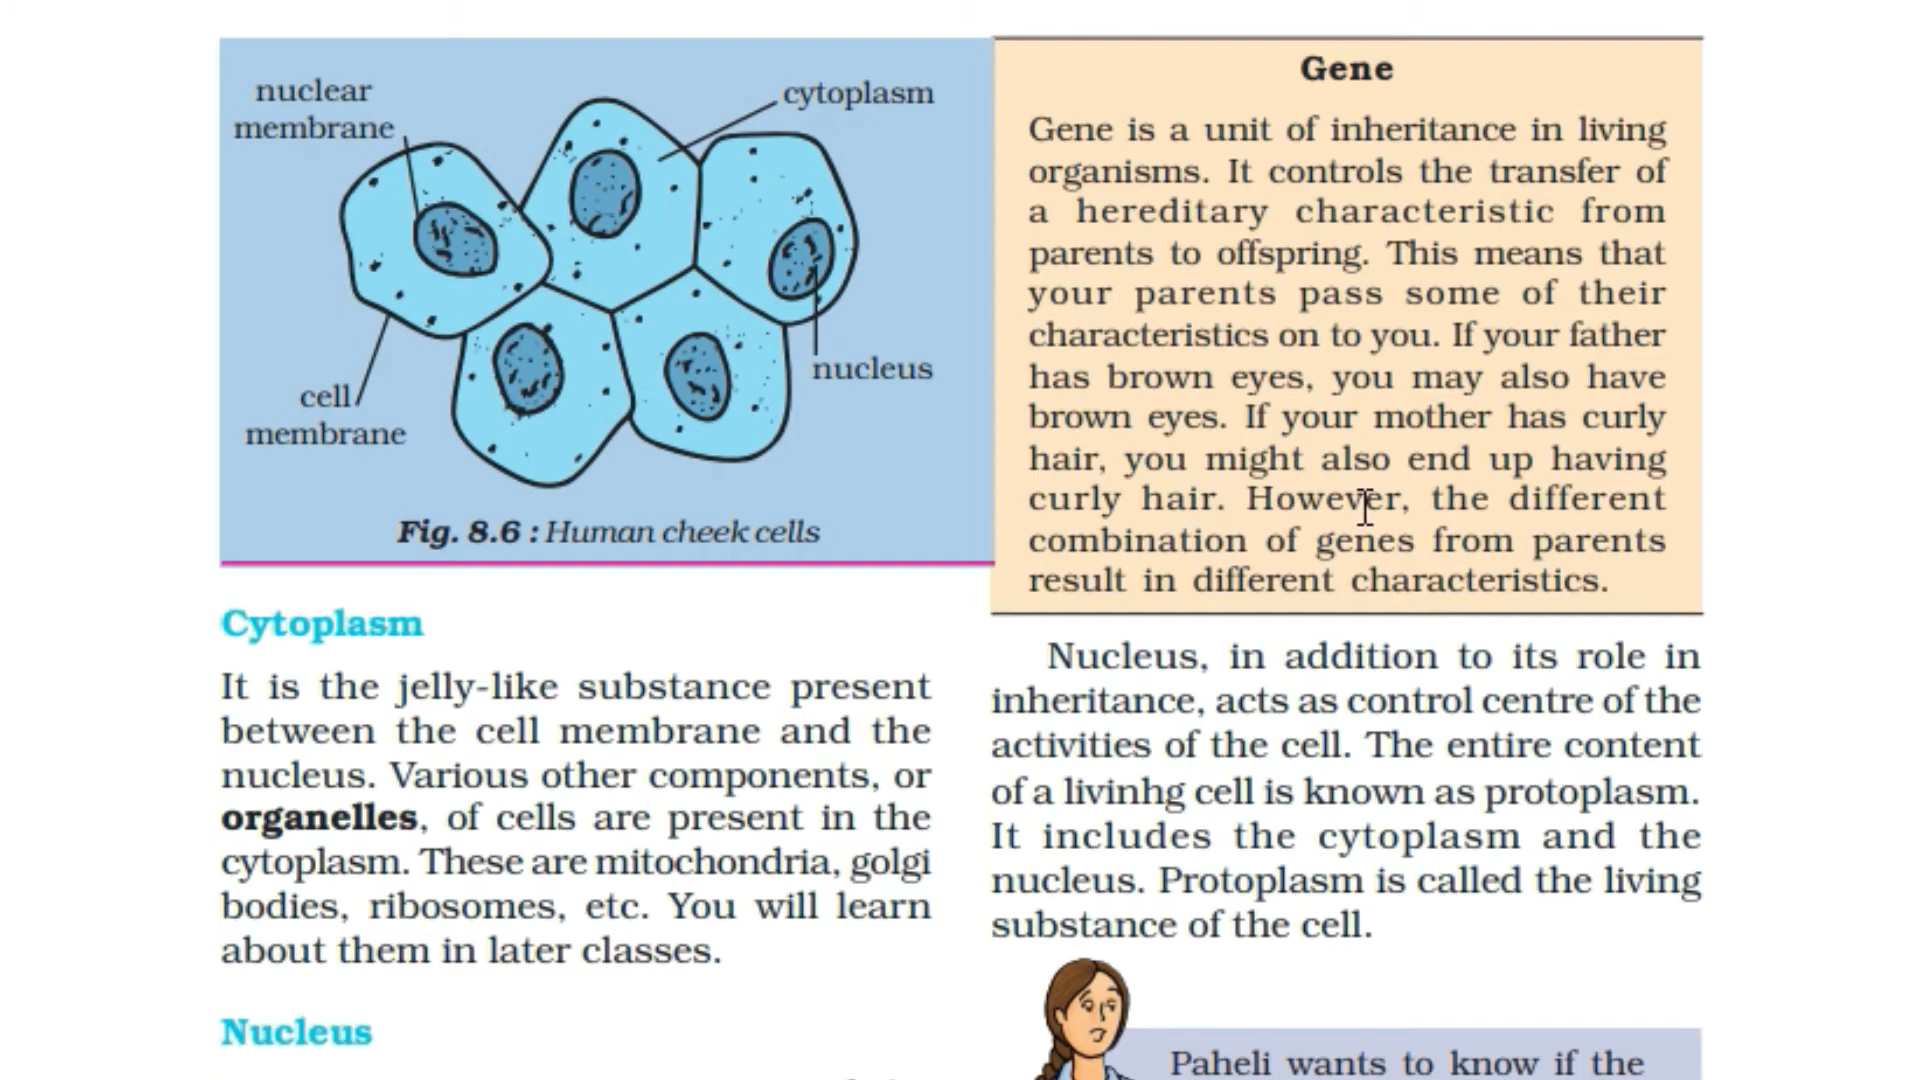 nuclear
membrane
cytoplasm
nucleus
cell
membrane
Fig. 8.6 : Human cheek cells
Cytoplasm
It is the jelly-like substance present
between the cell membrane and the
nucleus. Various other components, or
organelles, of cells are present in the
cytoplasm. These are mitochondria, golgi
bodies, ribosomes, etc. You will learn
about them in later classes.
Nucleus
Gene
Gene is a unit of inheritance in living
organisms. It controls the transfer of
a hereditary characteristic from
parents to offspring. This means that
your parents pass some of their
characteristics on to you. If your father
has brown eyes, you may also have
brown eyes. If your mother has curly
hair, you might also end up having
curly hair. However, the different
combination of genes from parents
result in different characteristics.
Nucleus, in addition to its role in
inheritance, acts as control centre of the
activities of the cell. The entire content
of a livinhg cell is known as protoplasm.
It includes the cytoplasm and the
nucleus. Protoplasm is called the living
substance of the cell.
Paheli wants to know if the